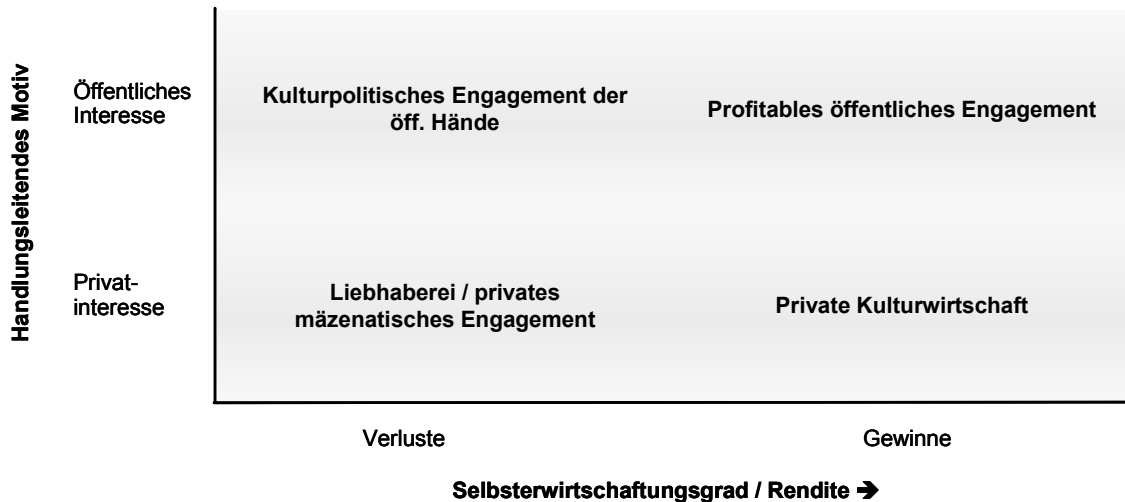 Handlungsleitendes Motiv
Öffentliches
Interesse
Kulturpolitisches Engagement der
öff. Hände
Profitables öffentliches Engagement
Privat-
interesse
Liebhaberei / privates
mäzenatisches Engagement
Private Kulturwirtschaft
Verluste
Gewinne
Selbsterwirtschaftungsgrad / Rendite ➔